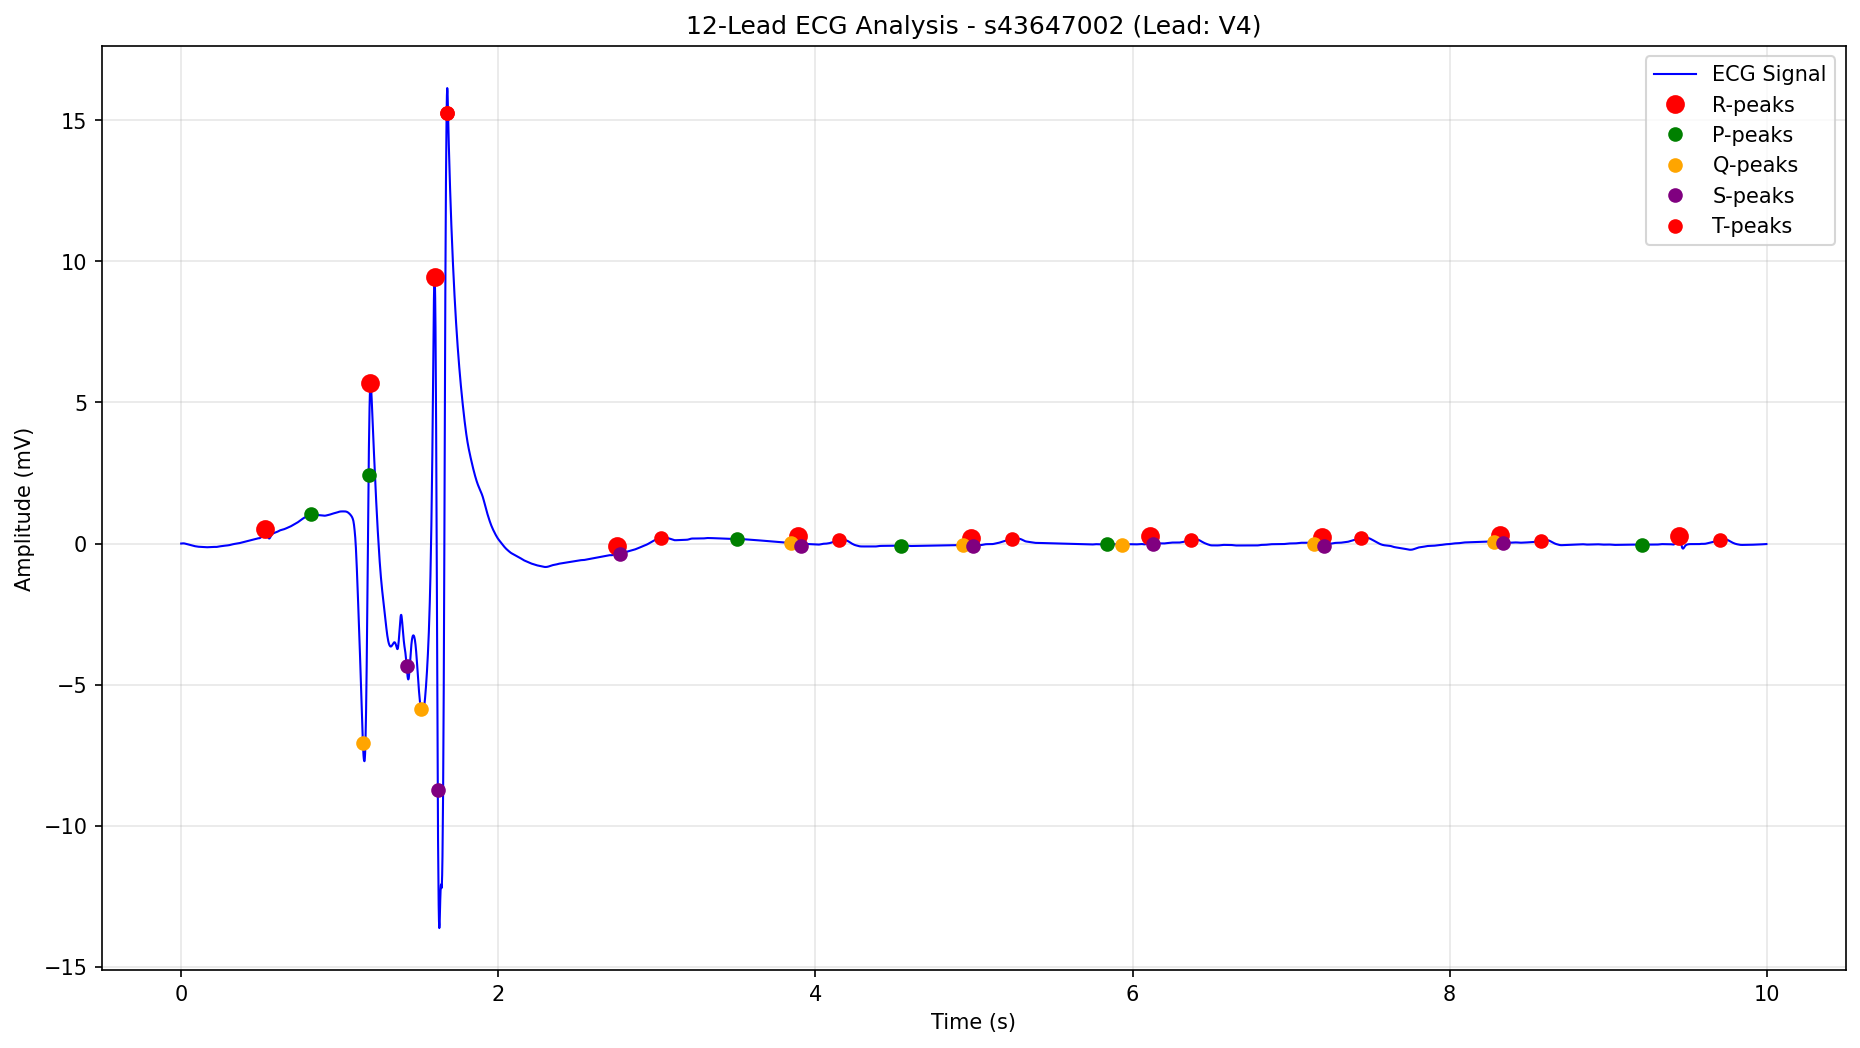 12-Lead ECG Analysis - s43647002 (Lead: V4)
ECG Signal
R-peaks
P-peaks
Q-peaks
S-peaks
T-peaks
Amplitude (mV)
15
10
5
0
−5
−10
−15
0 2 4 6 8 10
Time (s)